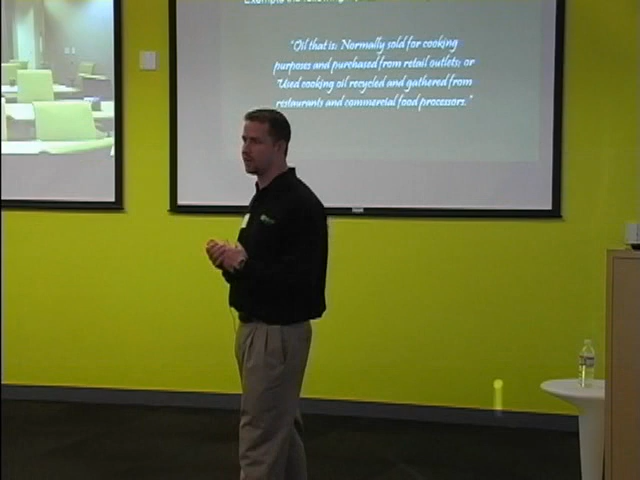 "Oil that is: Normally sold for cooking
purposes and purchased from retail outlets; or
Used cooking oil recycled and gathered from
restaurants and commercial food processors."